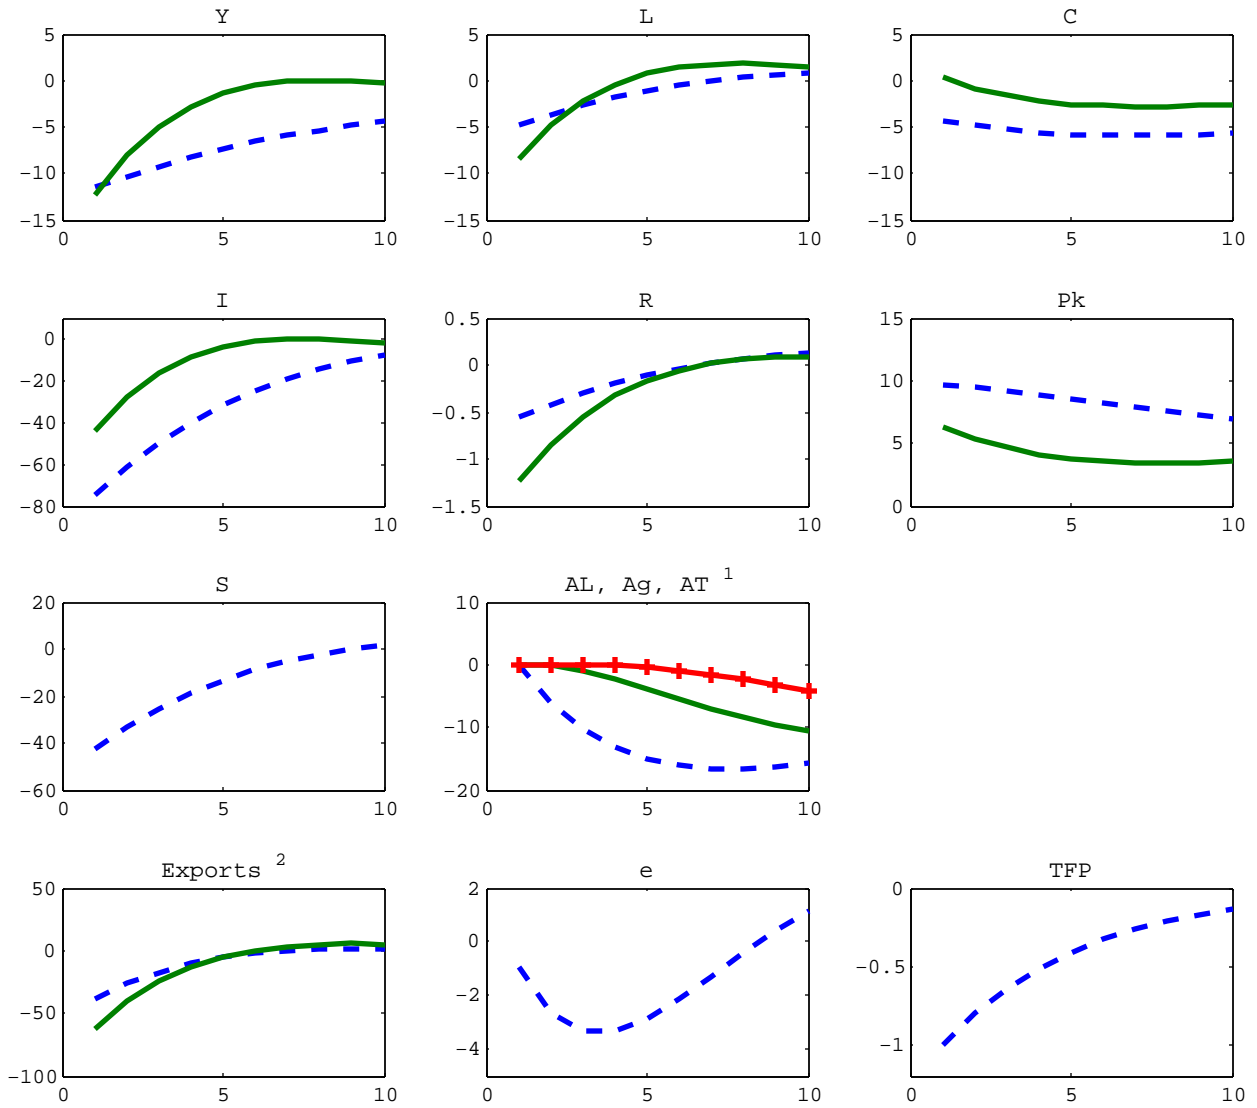 Y L C
5 5 5
0 0 0
−5 −5 −5
−10 −10 −10
−15 −15 −15
0 5 10 0 5 10 0 5 10
I R Pk
0 0.5 15
−20 0 10
−40 −0.5 5
−60 −1 0
−80 −1.5
0 5 10 0 5 10 0 5 10
S AL, Ag, AT 1
20 10
0 0
−20 −10
−40 −20
−60
0 5 10 0 5 10
Exports 2 e TFP
50 2 0
0 0 −0.5
−50 −2 −1
−100 −4
0 5 10 0 5 10 0 5 10